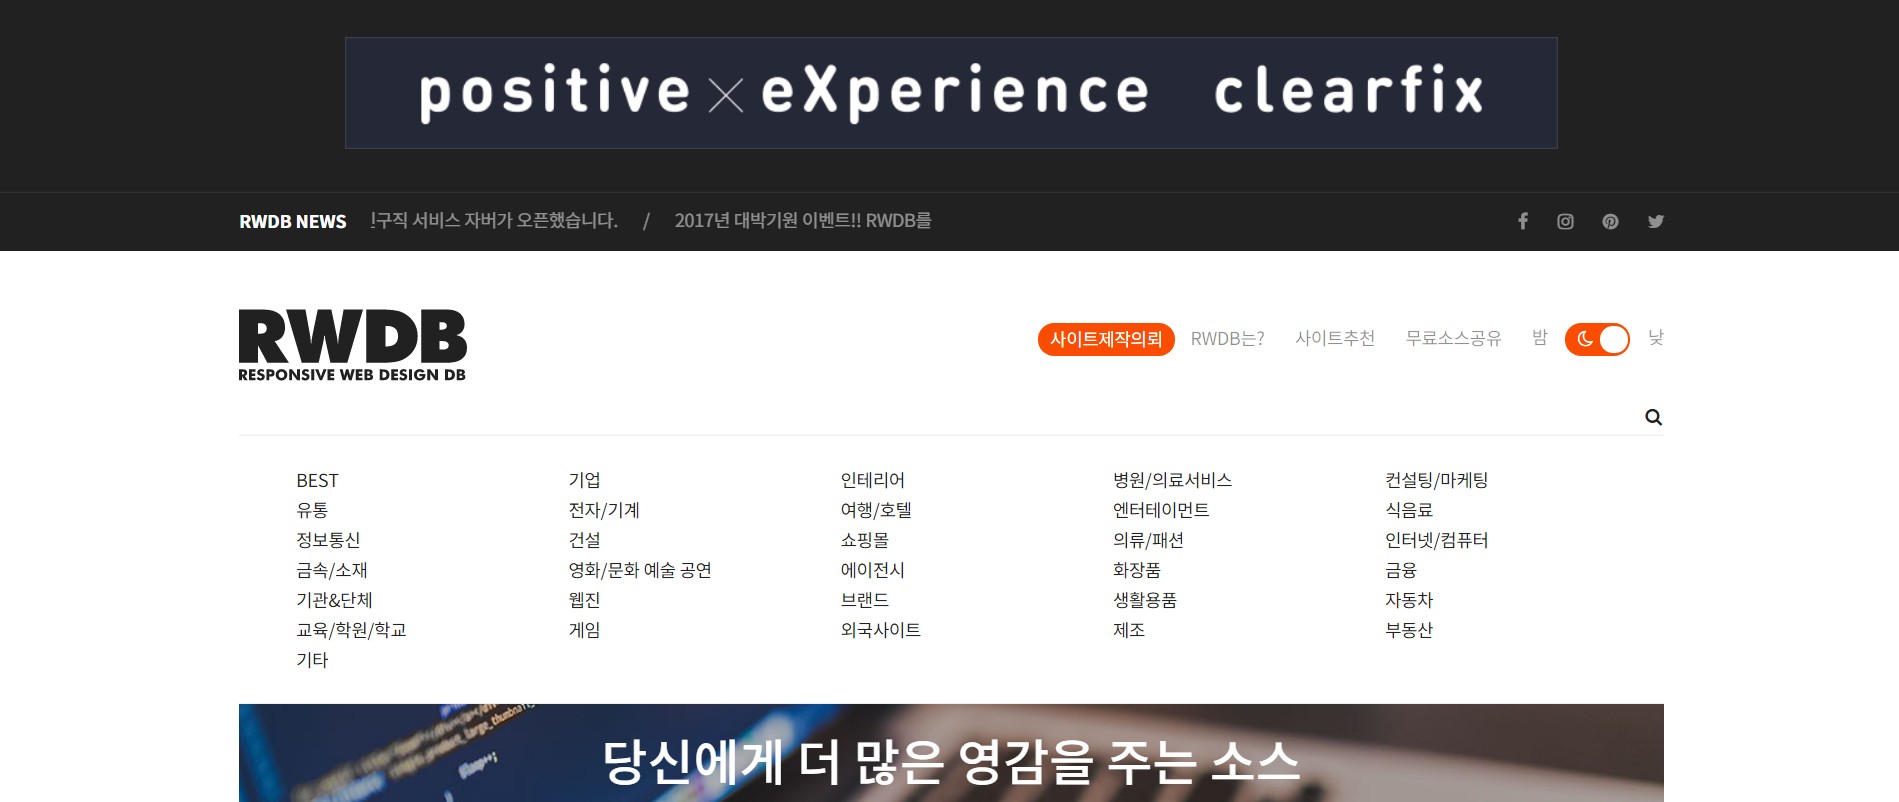 positive × eXperience clearfix
RWDB NEWS 구직 서비스 자버가 오픈했습니다. / 2017년 대박기원 이벤트!! RWDB를
RWDB
RESPONSIVE WEB DESIGN DB
사이트제작의뢰 RWDB는? 사이트추천 무료소스공유 밤 낮
BEST 기업 인테리어 병원/의료서비스 컨설팅/마케팅
유통 전자/기계 여행/호텔 엔터테이먼트 식음료
정보통신 건설 쇼핑몰 의류/패션 인터넷/컴퓨터
금속/소재 영화/문화 예술 공연 에이전시 화장품 금융
기관&단체 웹진 브랜드 생활용품 자동차
교육/학원/학교 게임 외국사이트 제조 부동산
기타
당신에게 더 많은 영감을 주는 소스